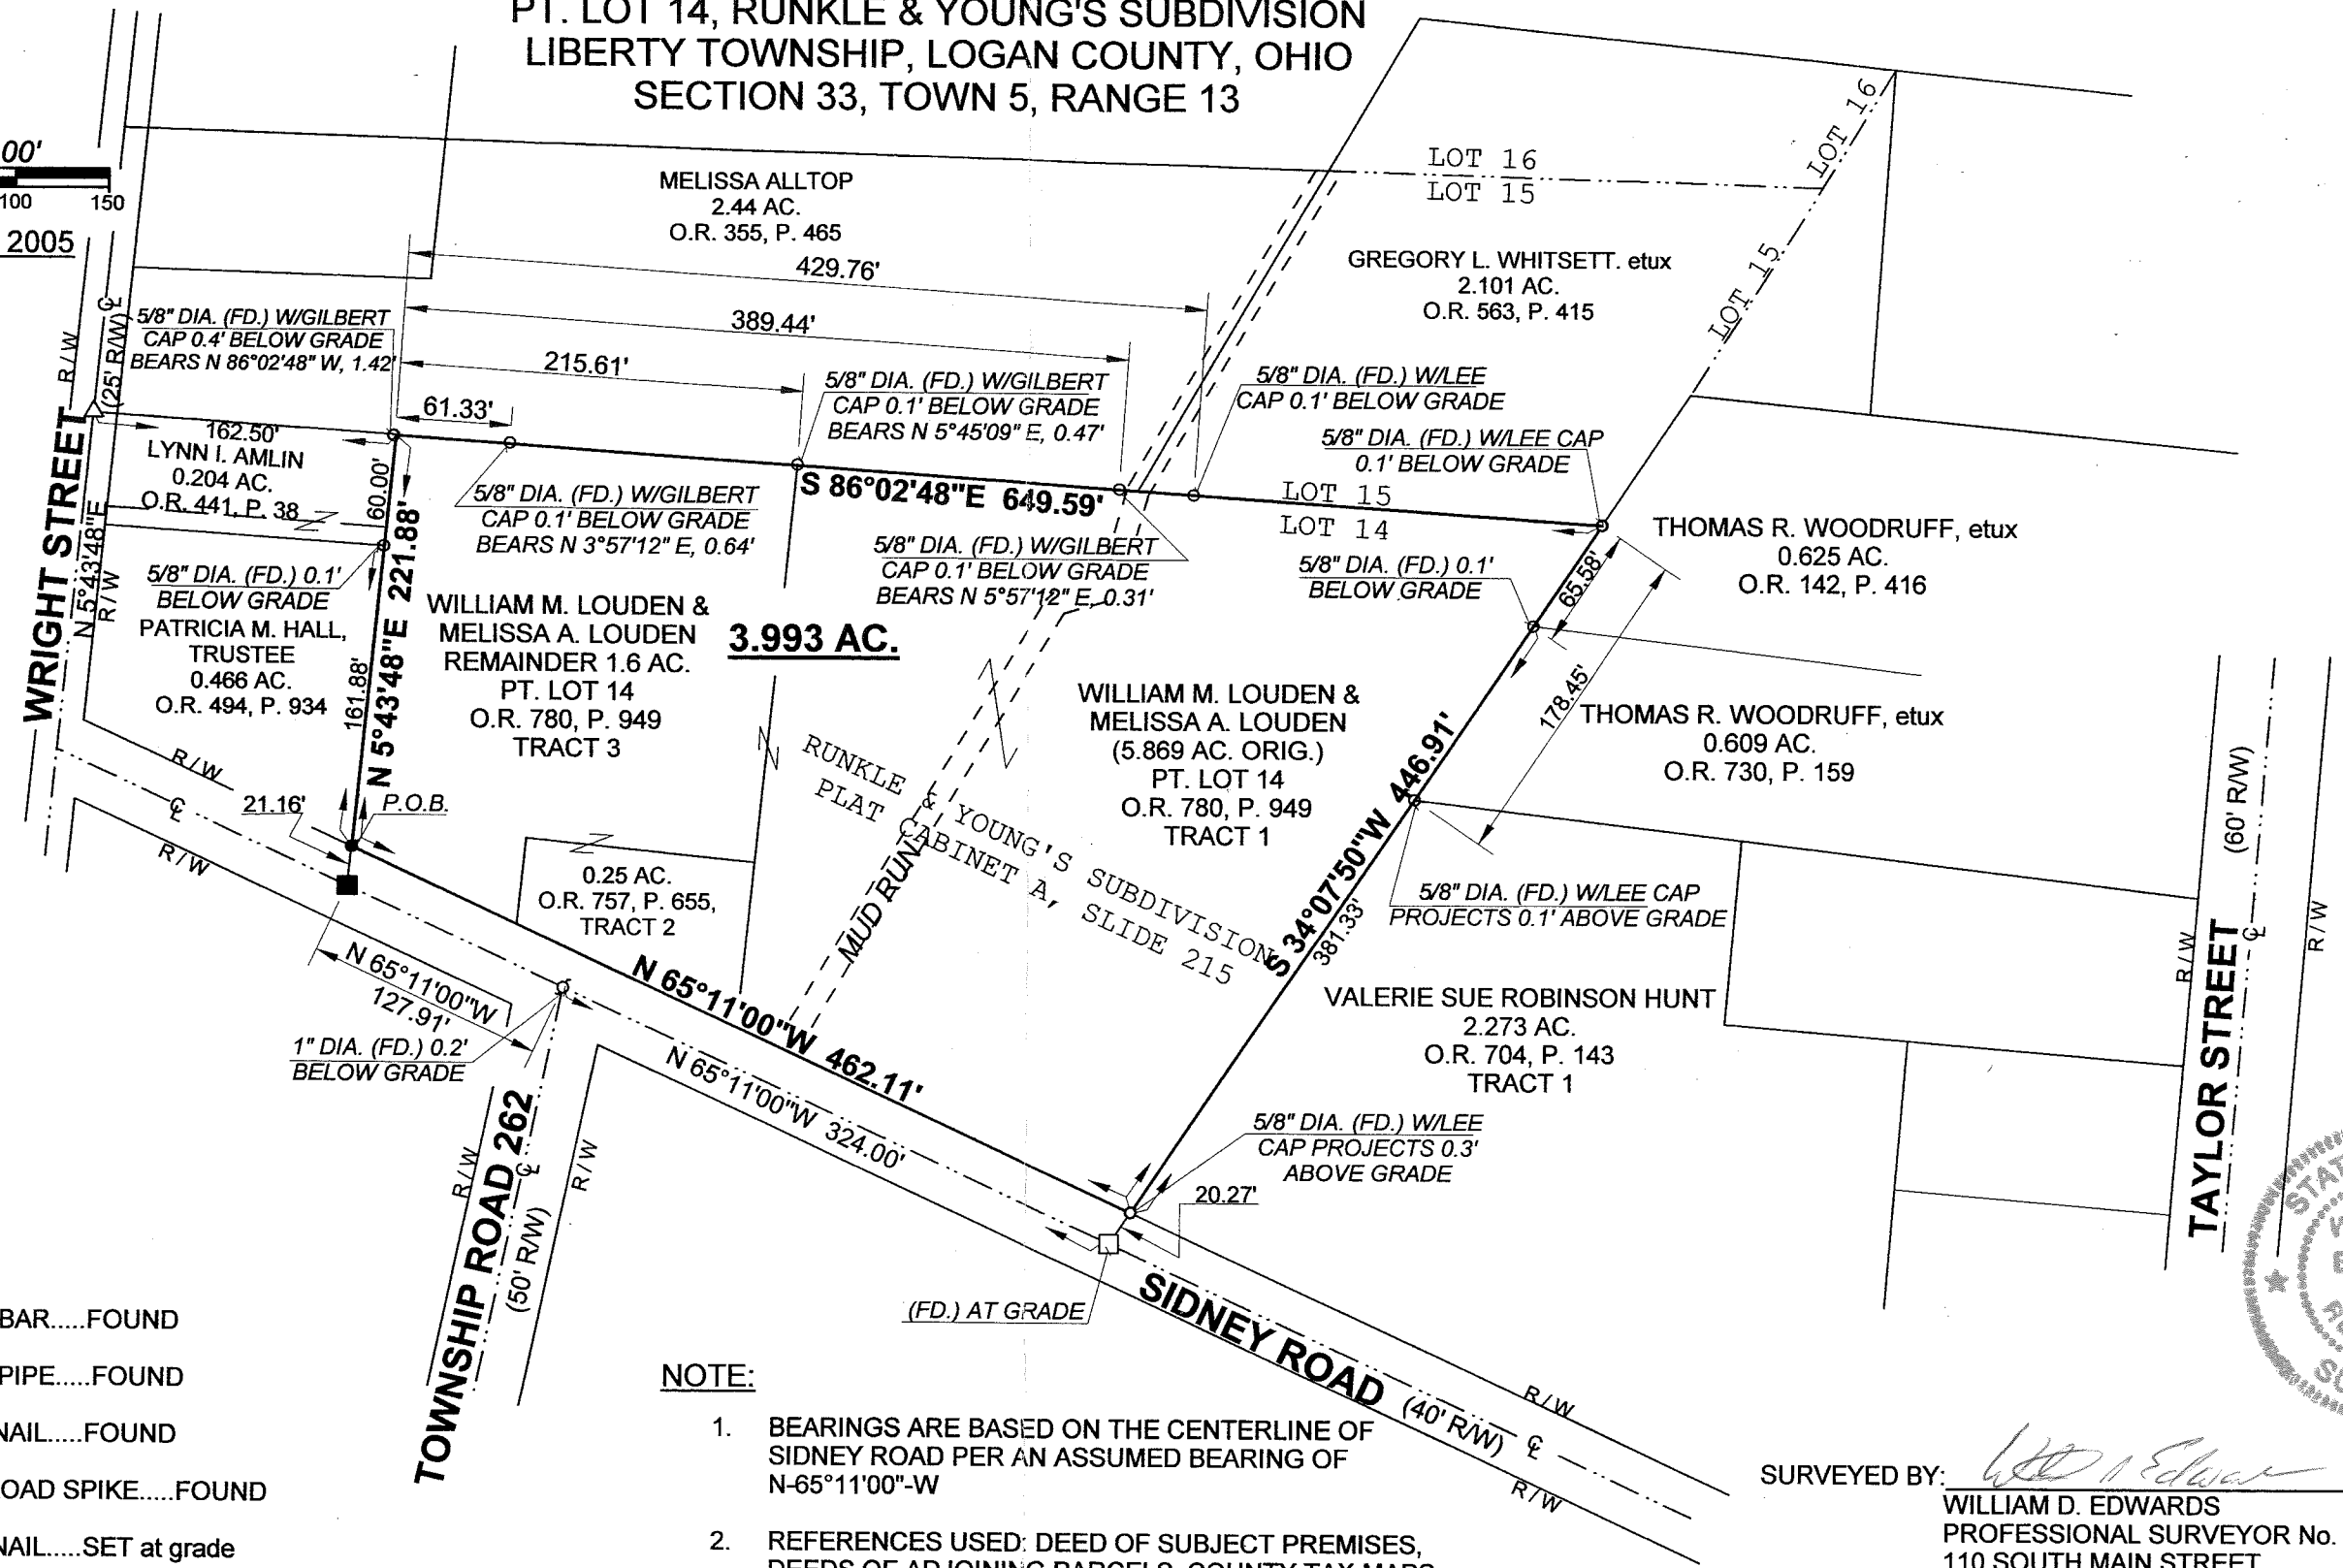 PT. LOT 14, RUNKLE & YOUNG'S SUBDIVISION
LIBERTY TOWNSHIP, LOGAN COUNTY, OHIO
SECTION 33, TOWN 5, RANGE 13
00'
100 150
2005
MELISSA ALLTOP
2.44 AC.
O.R. 355, P. 465
429.76'
389.44'
215.61'
61.33'
LOT 16
LOT 15
LOT 16
LOT 15
GREGORY L. WHITSETT. etux
2.101 AC.
O.R. 563, P. 415
5/8" DIA. (FD.) W/GILBERT
CAP 0.4' BELOW GRADE
BEARS N 86°02'48" W, 1.42'
R/W
(25' R/W)
℄
WRIGHT STREET
N 5°43'48"E
R/W
162.50'
LYNN I. AMLIN
0.204 AC.
O.R. 441, P. 38
60.00'
5/8" DIA. (FD.) W/GILBERT
CAP 0.1' BELOW GRADE
BEARS N 3°57'12" E, 0.64'
5/8" DIA. (FD.) W/GILBERT
CAP 0.1' BELOW GRADE
BEARS N 5°45'09" E, 0.47'
S 86°02'48"E 649.59'
5/8" DIA. (FD.) W/GILBERT
CAP 0.1' BELOW GRADE
BEARS N 5°57'12" E, 0.31'
5/8" DIA. (FD.) W/LEE
CAP 0.1' BELOW GRADE
5/8" DIA. (FD.) W/LEE CAP
0.1' BELOW GRADE
LOT 15
LOT 14
5/8" DIA. (FD.) 0.1'
BELOW GRADE
65.58'
178.45'
THOMAS R. WOODRUFF, etux
0.625 AC.
O.R. 142, P. 416
THOMAS R. WOODRUFF, etux
0.609 AC.
O.R. 730, P. 159
5/8" DIA. (FD.) 0.1'
BELOW GRADE
PATRICIA M. HALL,
TRUSTEE
0.466 AC.
O.R. 494, P. 934
161.88'
N 5°43'48"E 221.88'
WILLIAM M. LOUDEN &
MELISSA A. LOUDEN
REMAINDER 1.6 AC.
PT. LOT 14
O.R. 780, P. 949
TRACT 3
3.993 AC.
WILLIAM M. LOUDEN &
MELISSA A. LOUDEN
(5.869 AC. ORIG.)
PT. LOT 14
O.R. 780, P. 949
TRACT 1
RUNKLE & YOUNG'S SUBDIVISION
PLAT CABINET A, SLIDE 215
MUD RUN
S 34°07'50"W 446.91'
381.33'
5/8" DIA. (FD.) W/LEE CAP
PROJECTS 0.1' ABOVE GRADE
R/W
℄
R/W
21.16'
P.O.B.
0.25 AC.
O.R. 757, P. 655,
TRACT 2
N 65°11'00"W
127.91'
1" DIA. (FD.) 0.2'
BELOW GRADE
N 65°11'00"W 462.11'
N 65°11'00"W 324.00'
VALERIE SUE ROBINSON HUNT
2.273 AC.
O.R. 704, P. 143
TRACT 1
5/8" DIA. (FD.) W/LEE
CAP PROJECTS 0.3'
ABOVE GRADE
20.27'
(FD.) AT GRADE
TOWNSHIP ROAD 262
℄
(50' R/W)
R/W
R/W
SIDNEY ROAD (40' R/W) ℄
R/W
R/W
TAYLOR STREET
(60' R/W)
℄
R/W
R/W
BAR.....FOUND
PIPE.....FOUND
NAIL.....FOUND
OAD SPIKE.....FOUND
NAIL.....SET at grade
NOTE:
1. BEARINGS ARE BASED ON THE CENTERLINE OF
SIDNEY ROAD PER AN ASSUMED BEARING OF
N-65°11'00"-W
2. REFERENCES USED: DEED OF SUBJECT PREMISES,
DEEDS OF ADJOINING PARCELS, COUNTY TAX MAPS
SURVEYED BY:
WILLIAM D. EDWARDS
PROFESSIONAL SURVEYOR No.
110 SOUTH MAIN STREET